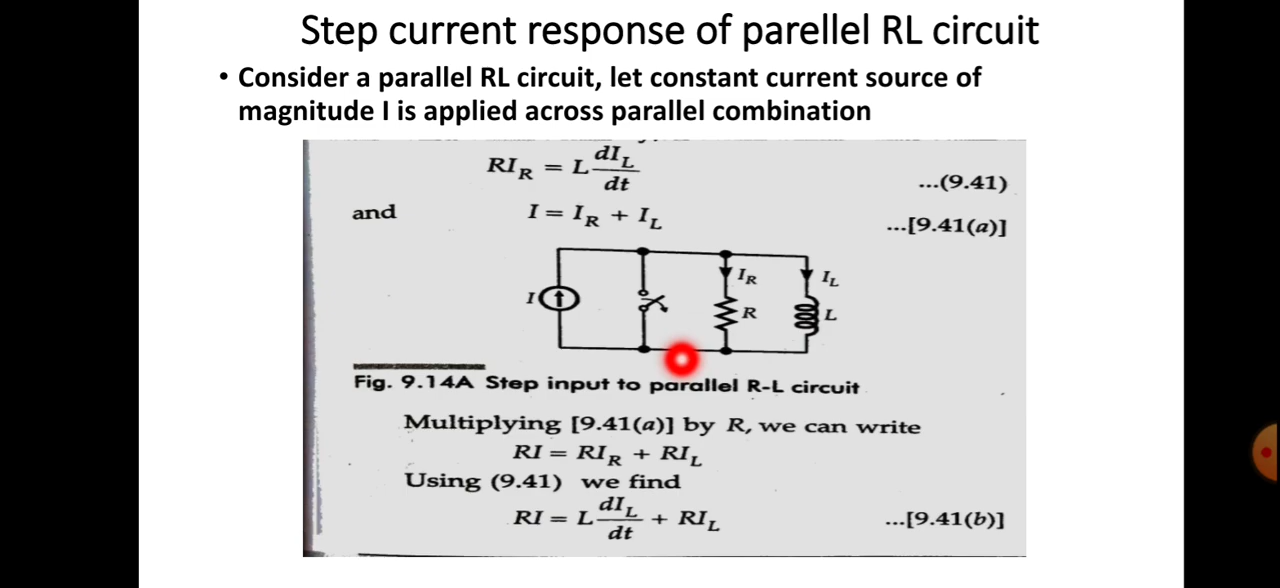 Step current response of parellel RL circuit
• Consider a parallel RL circuit, let constant current source of
magnitude I is applied across parallel combination
RI_R = L dI_L/dt ...(9.41)
and I = I_R + I_L ...[9.41(a)]
I
I_R
R
I_L
L
Fig. 9.14A Step input to parallel R-L circuit
Multiplying [9.41(a)] by R, we can write
RI = RI_R + RI_L
Using (9.41) we find
RI = L dI_L/dt + RI_L ...[9.41(b)]